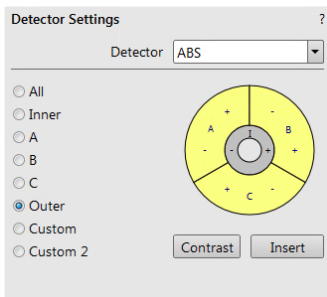 Detector Settings ?
Detector ABS
All
Inner
A
B
C
Outer
Custom
Custom 2
+ -
A I B
- - + +
+ -
C
Contrast Insert